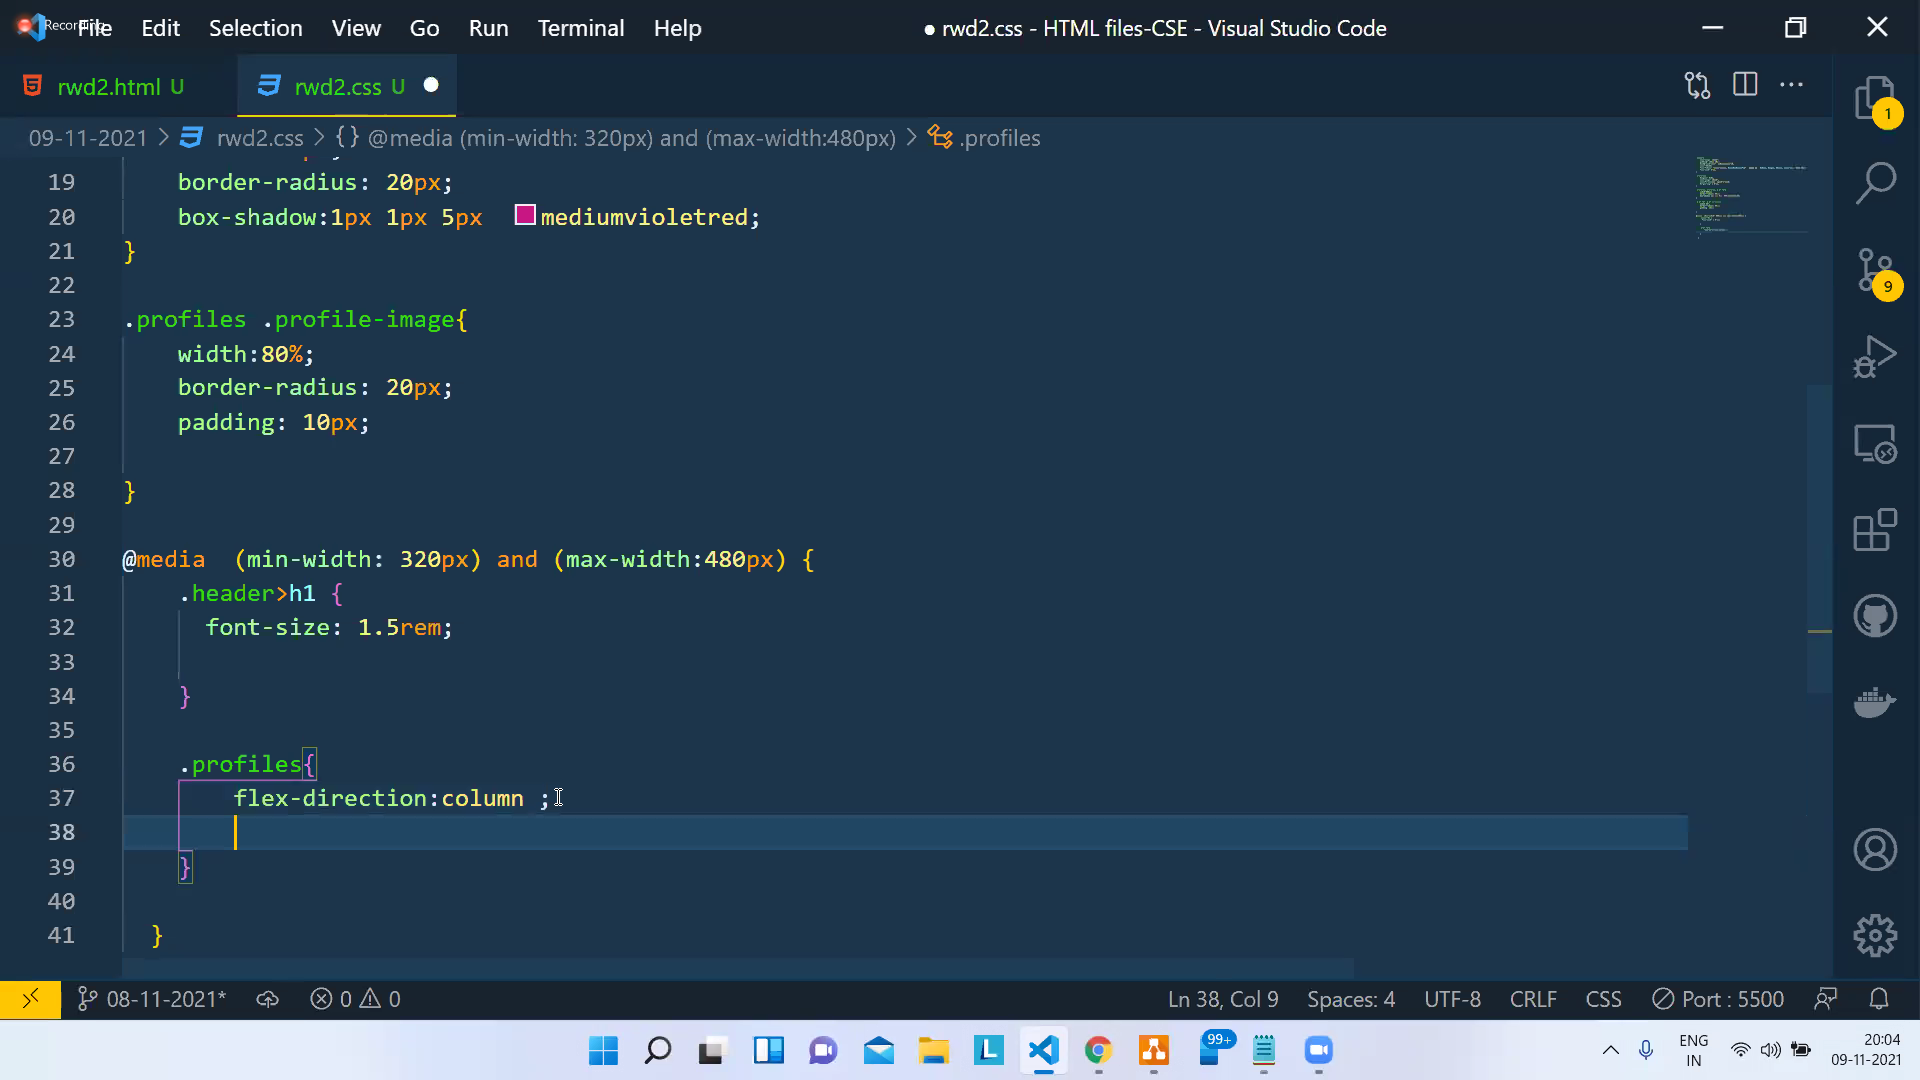 Recording
File Edit Selection View Go Run Terminal Help
● rwd2.css - HTML files-CSE - Visual Studio Code
rwd2.html U
rwd2.css U
09-11-2021 > rwd2.css > {} @media (min-width: 320px) and (max-width:480px) > .profiles
19 border-radius: 20px;
20 box-shadow:1px 1px 5px mediumvioletred;
21 }
22
23 .profiles .profile-image{
24 width:80%;
25 border-radius: 20px;
26 padding: 10px;
27
28 }
29
30 @media (min-width: 320px) and (max-width:480px) {
31 .header>h1 {
32 font-size: 1.5rem;
33
34 }
35
36 .profiles{
37 flex-direction:column ;
38
39 }
40
41 }
1
9
08-11-2021* 0 0 Ln 38, Col 9 Spaces: 4 UTF-8 CRLF CSS Port : 5500
L
99+
ENG
IN
20:04
09-11-2021